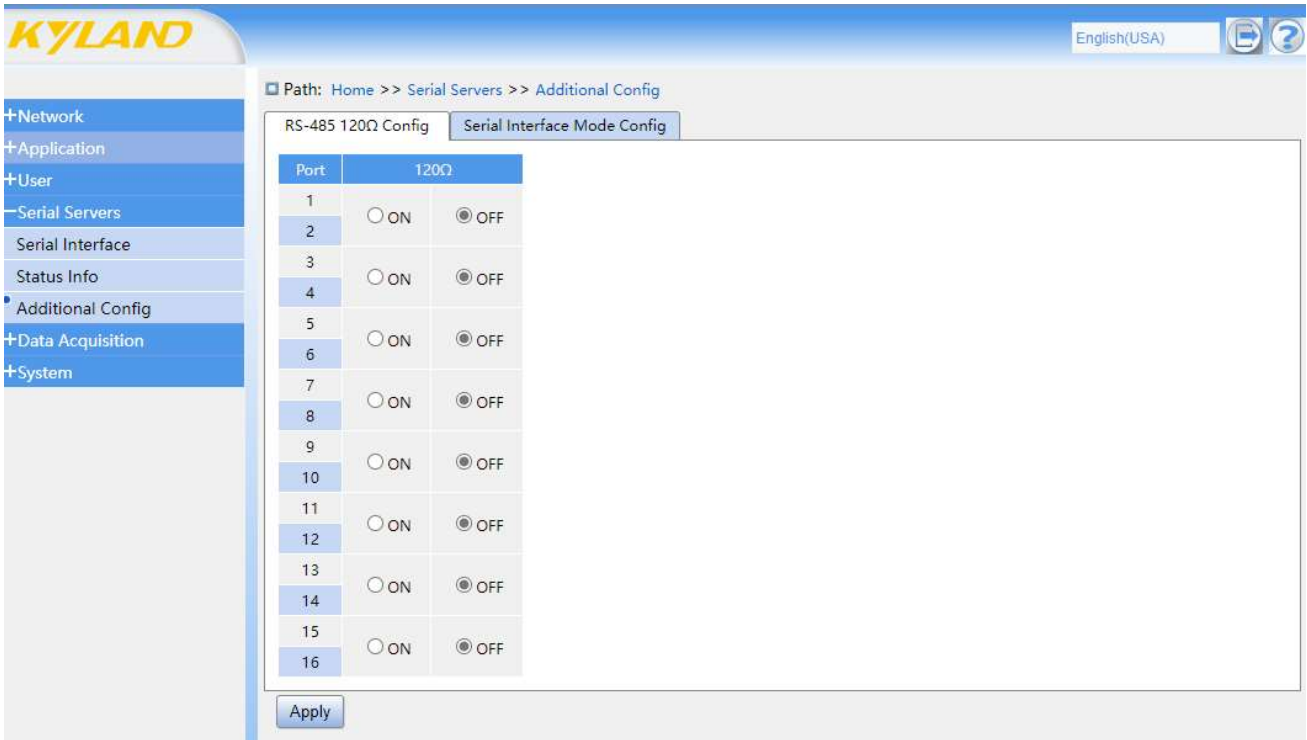 KYLAND
English(USA)
Path: Home >> Serial Servers >> Additional Config
+Network
+Application
+User
−Serial Servers
Serial Interface
Status Info
Additional Config
+Data Acquisition
+System
RS-485 120Ω Config Serial Interface Mode Config
Port 120Ω
1
ON OFF
2
3
ON OFF
4
5
ON OFF
6
7
ON OFF
8
9
ON OFF
10
11
ON OFF
12
13
ON OFF
14
15
ON OFF
16
Apply